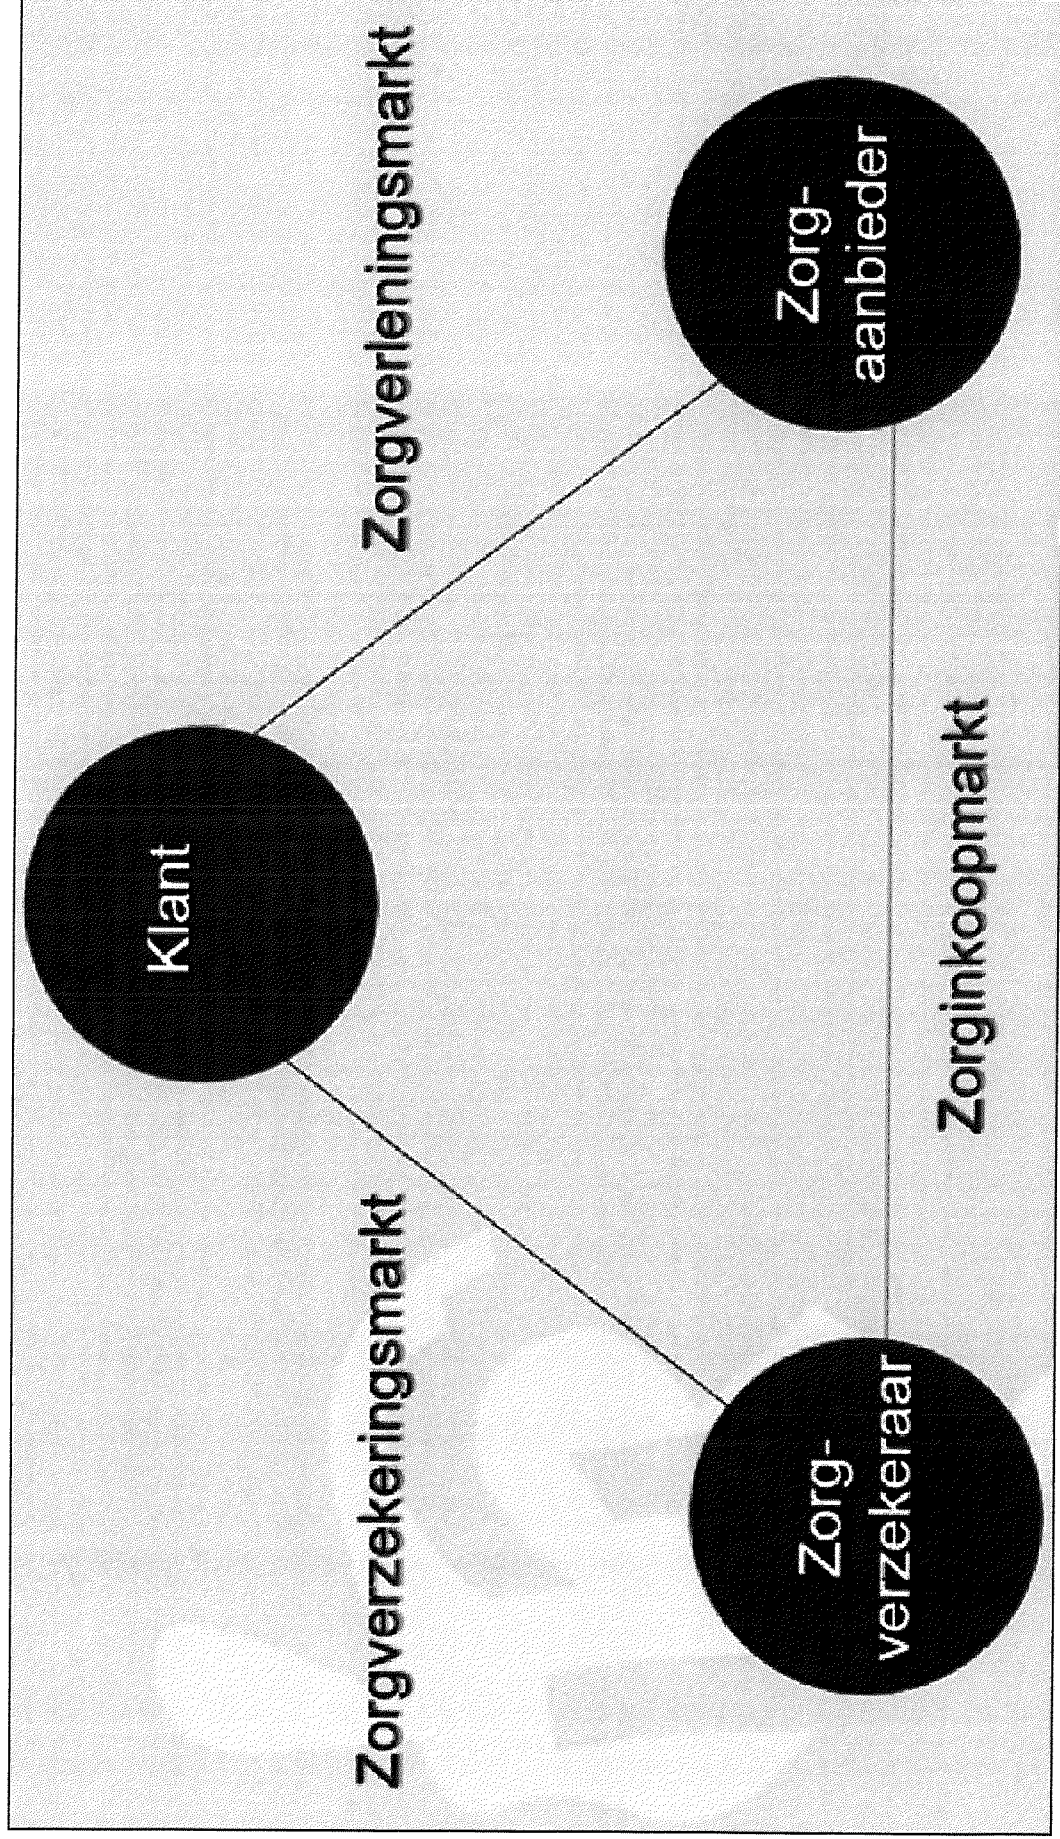 Klant
Zorgverzekeringsmarkt
Zorgverleningsmarkt
Zorg-
verzekeraar
Zorg-
aanbieder
Zorginkoopmarkt